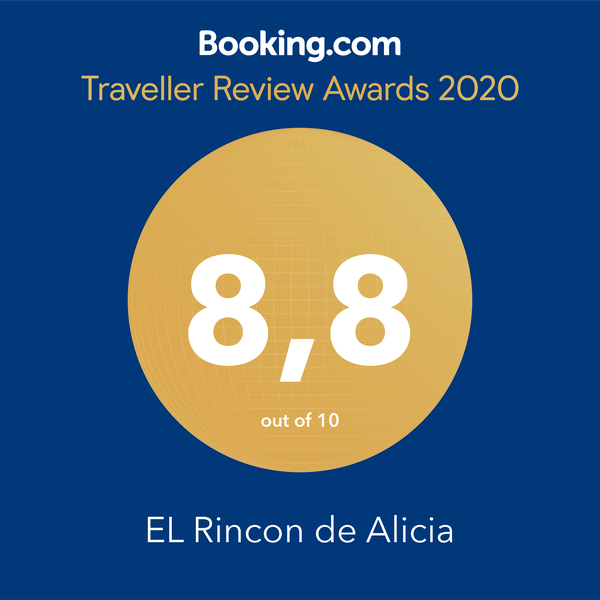 Booking.com
Traveller Review Awards 2020
8,8
out of 10
EL Rincon de Alicia